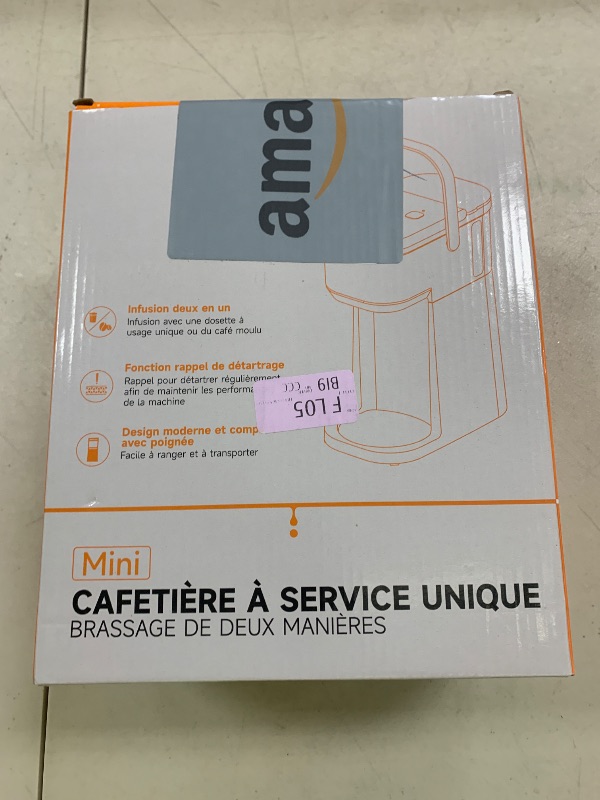 ama
Infusion deux en un
Infusion avec une dosette à
usage unique ou du café moulu
Fonction rappel de détartrage
Rappel pour détartrer régulièrement
afin de maintenir les performa
de la machine
Design moderne et comp
avec poignée
Facile à ranger et à transporter
F L05
B19
CCC
Mini
CAFETIÈRE À SERVICE UNIQUE
BRASSAGE DE DEUX MANIÈRES